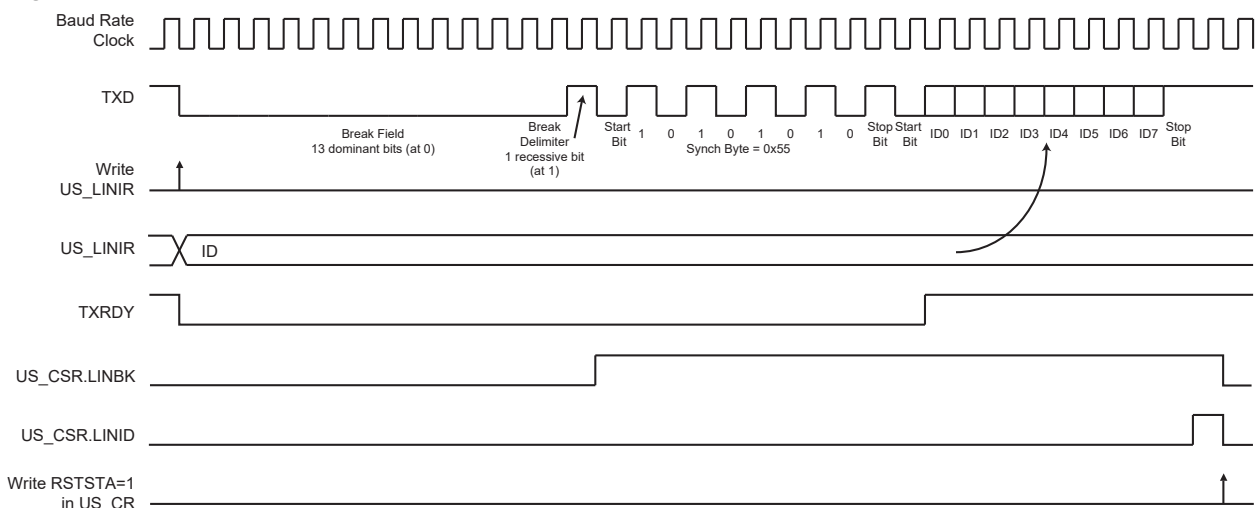 Baud Rate
Clock
TXD
Break Field
13 dominant bits (at 0)
Break
Delimiter
1 recessive bit
(at 1)
Start
Bit
1 0 1 0 1 0 1 0
Synch Byte = 0x55
Stop
Bit
Start
Bit
ID0 ID1 ID2 ID3 ID4 ID5 ID6 ID7
Stop
Bit
Write
US_LINIR
US_LINIR
ID
TXRDY
US_CSR.LINBK
US_CSR.LINID
Write RSTSTA=1
in US_CR